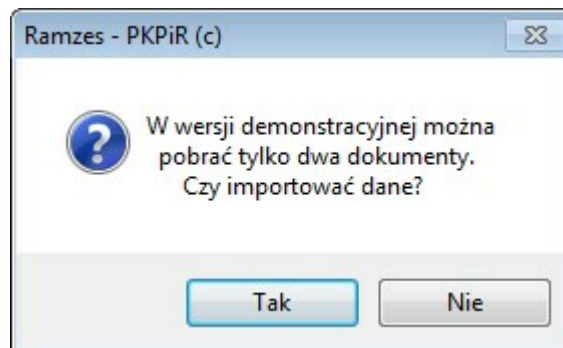 Ramzes - PKPiR (c)
W wersji demonstracyjnej można
pobrać tylko dwa dokumenty.
Czy importować dane?
Tak
Nie